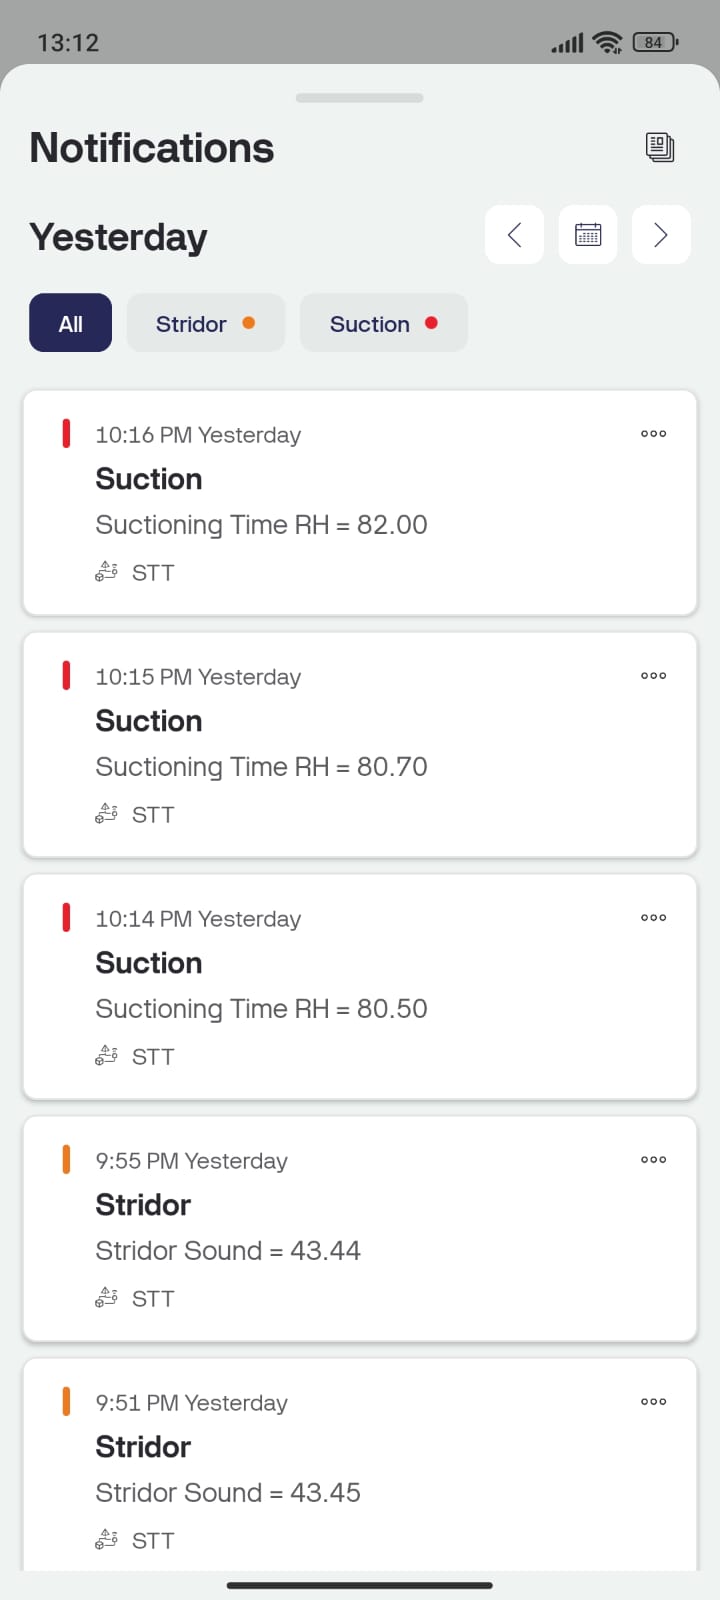 13:12
84
Notifications
Yesterday
All
Stridor
Suction
10:16 PM Yesterday
Suction
Suctioning Time RH = 82.00
STT
10:15 PM Yesterday
Suction
Suctioning Time RH = 80.70
STT
10:14 PM Yesterday
Suction
Suctioning Time RH = 80.50
STT
9:55 PM Yesterday
Stridor
Stridor Sound = 43.44
STT
9:51 PM Yesterday
Stridor
Stridor Sound = 43.45
STT